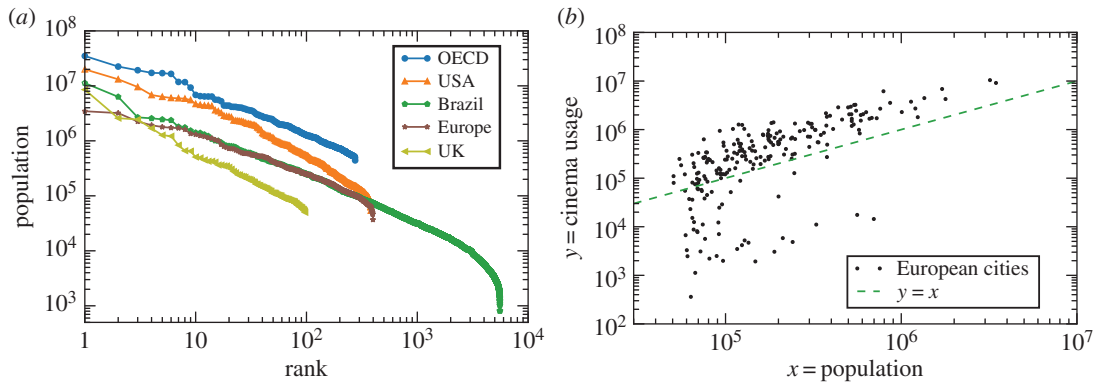 (a)
10^8
10^7
10^6
10^5
10^4
10^3
population
1
10
10^2
10^3
10^4
rank
OECD
USA
Brazil
Europe
UK
(b)
10^8
10^7
10^6
10^5
10^4
10^3
10^2
y = cinema usage
10^5
10^6
10^7
x = population
European cities
y = x